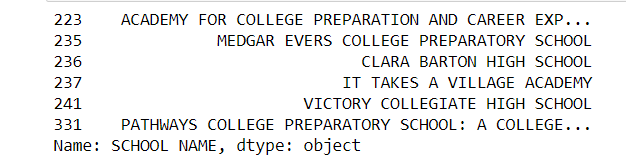 223 ACADEMY FOR COLLEGE PREPARATION AND CAREER EXP...
235 MEDGAR EVERS COLLEGE PREPARATORY SCHOOL
236 CLARA BARTON HIGH SCHOOL
237 IT TAKES A VILLAGE ACADEMY
241 VICTORY COLLEGIATE HIGH SCHOOL
331 PATHWAYS COLLEGE PREPARATORY SCHOOL: A COLLEGE...
Name: SCHOOL NAME, dtype: object